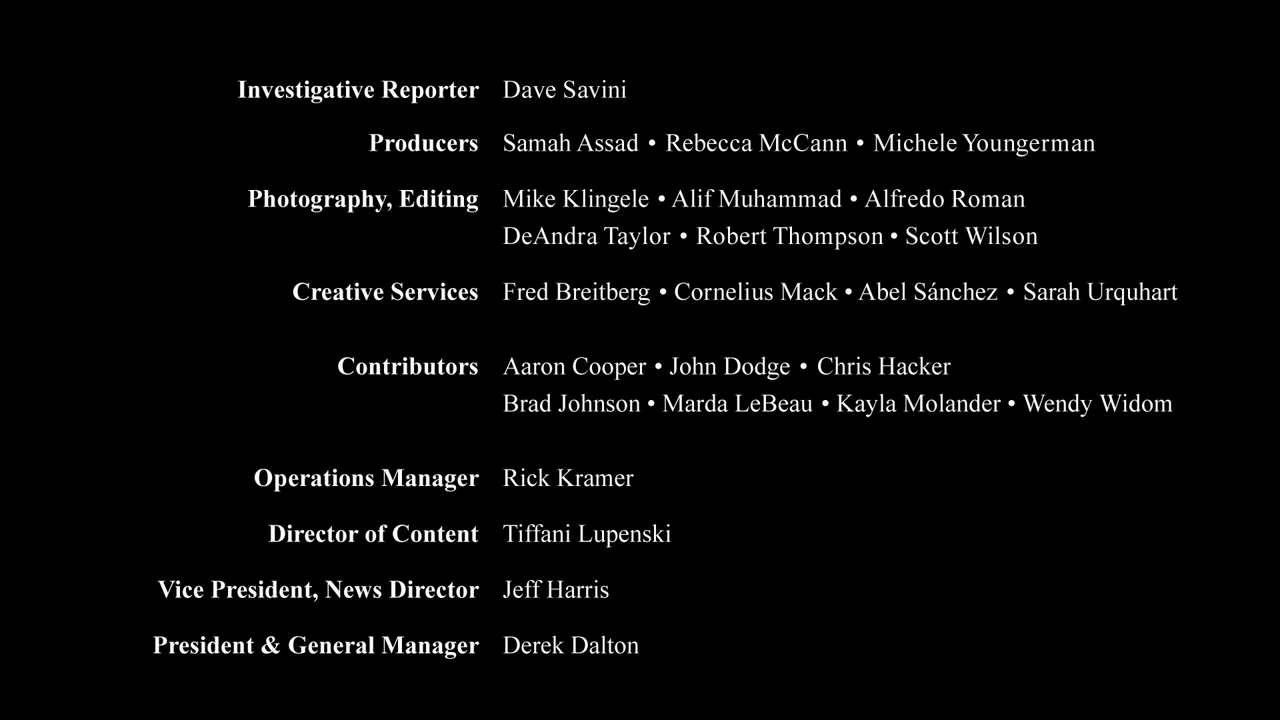 Investigative Reporter Dave Savini
Producers Samah Assad • Rebecca McCann • Michele Youngerman
Photography, Editing Mike Klingele • Alif Muhammad • Alfredo Roman
DeAndra Taylor • Robert Thompson • Scott Wilson
Creative Services Fred Breitberg • Cornelius Mack • Abel Sánchez • Sarah Urquhart
Contributors Aaron Cooper • John Dodge • Chris Hacker
Brad Johnson • Marda LeBeau • Kayla Molander • Wendy Widom
Operations Manager Rick Kramer
Director of Content Tiffani Lupenski
Vice President, News Director Jeff Harris
President & General Manager Derek Dalton